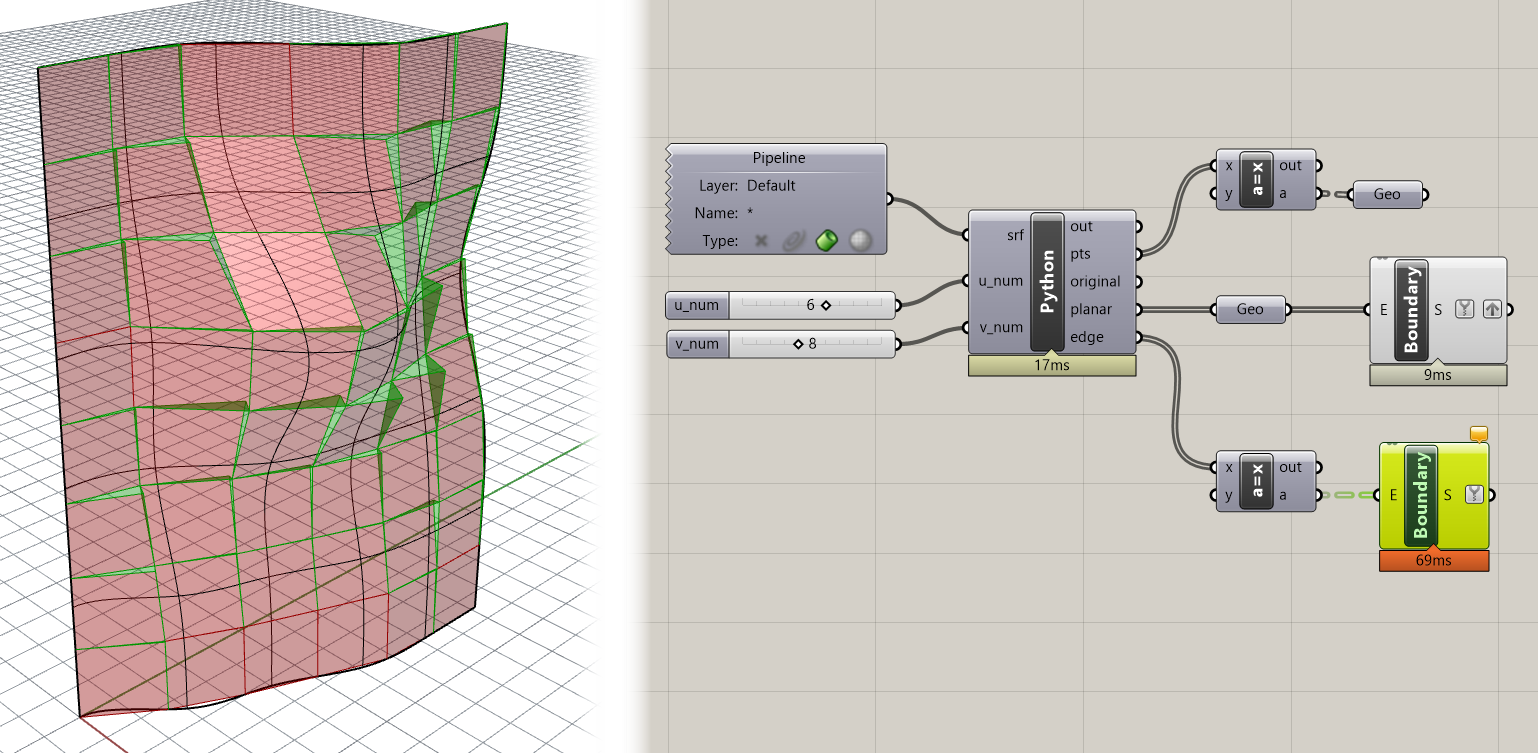 Pipeline
Layer: Default
Name: *
Type:
u_num 6
v_num 8
srf
u_num
v_num
Python
out
pts
original
planar
edge
17ms
x
y
a=x
out
a
Geo
Geo
E
Boundary
S
9ms
x
y
a=x
out
a
E
Boundary
S
69ms